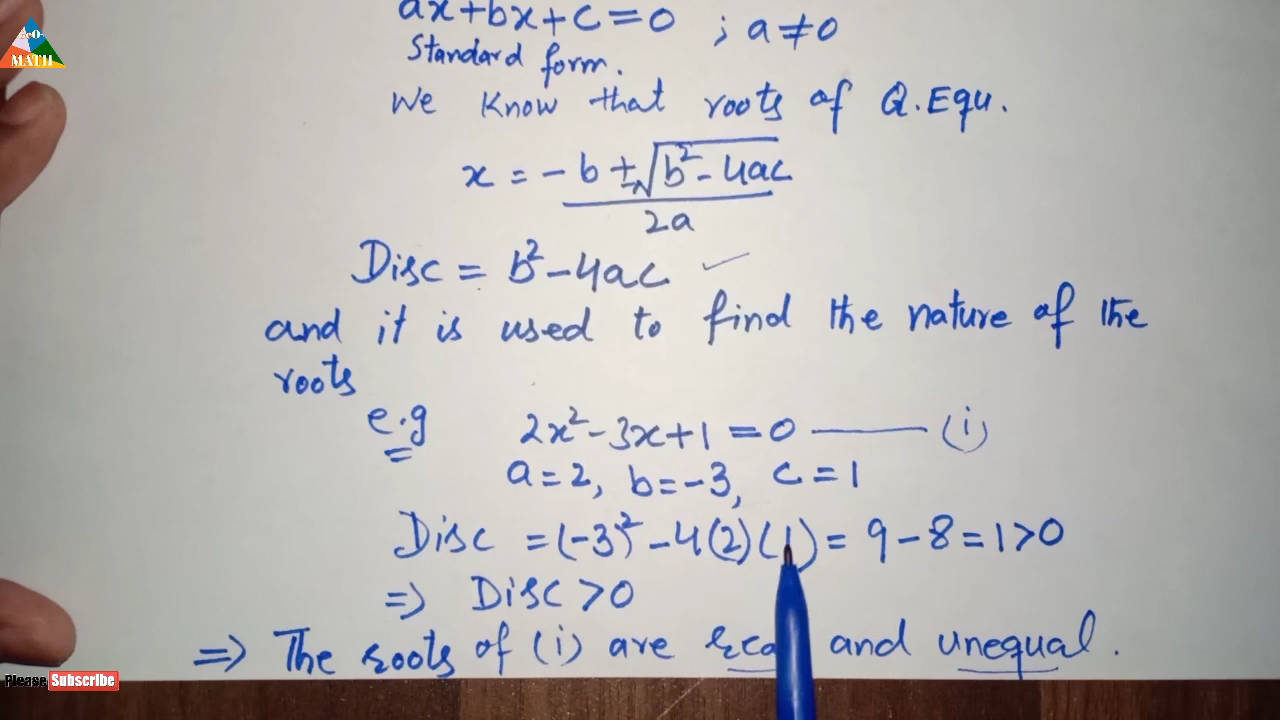 ax+bx+c=0 ; a≠0
Standard form.
We Know that roots of Q.Equ.
x = -b ± √b²-4ac
2a
Disc = b²-4ac ✓
and it is used to find the nature of the
roots
e.g 2x²-3x+1=0 —— (i)
a=2, b=-3, c=1
Disc = (-3)² -4(2)(1) = 9-8=1>0
⇒ Disc >0
⇒ The roots of (i) are real and unequal.
MATH
Please Subscribe